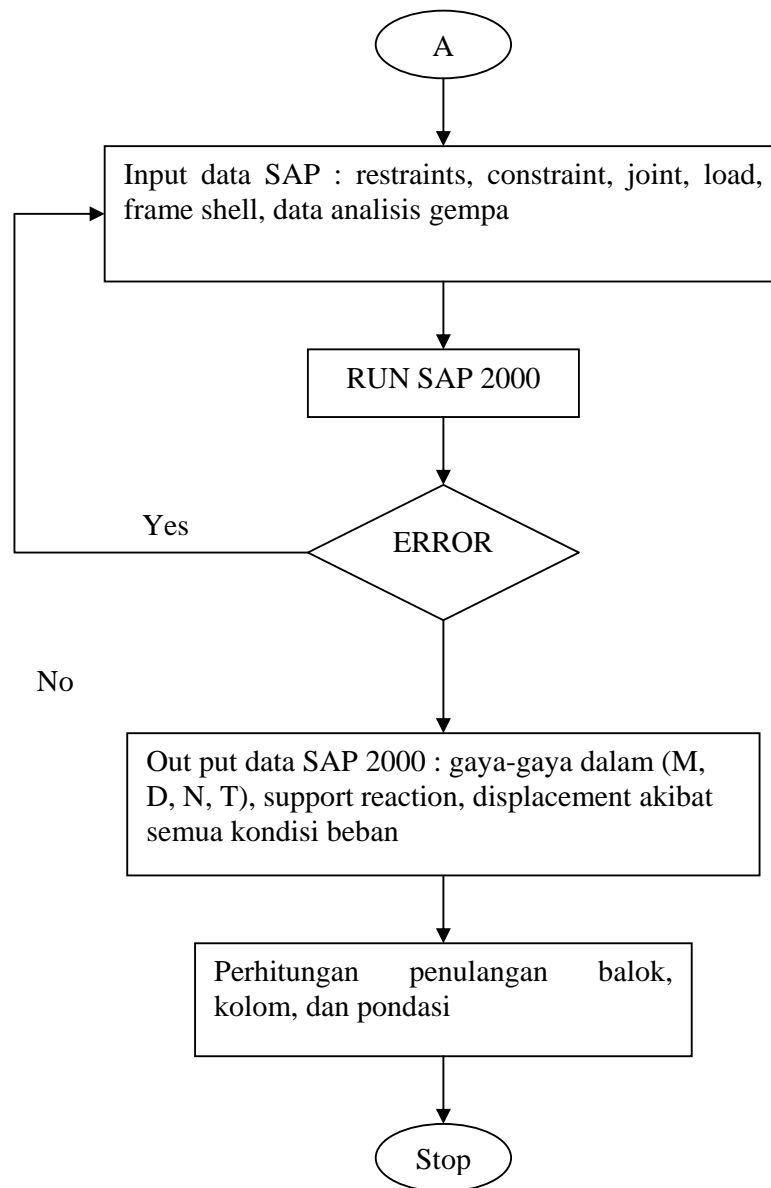 A
Input data SAP : restraints, constraint, joint, load,
frame shell, data analisis gempa
RUN SAP 2000
Yes
ERROR
No
Out put data SAP 2000 : gaya-gaya dalam (M,
D, N, T), support reaction, displacement akibat
semua kondisi beban
Perhitungan penulangan balok,
kolom, dan pondasi
Stop